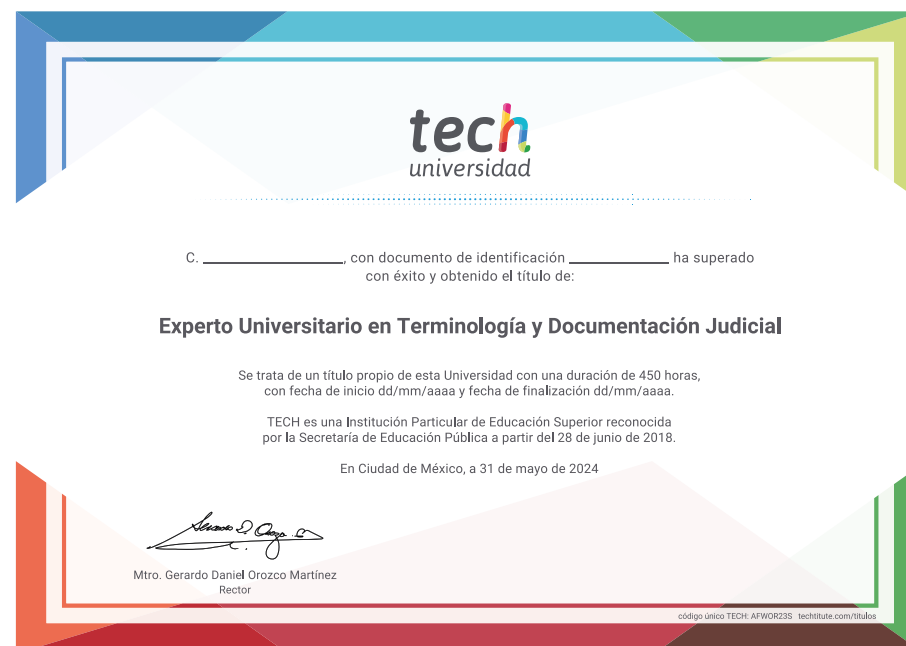 tech
universidad
C. ____________, con documento de identificación ____________ ha superado
con éxito y obtenido el título de:
Experto Universitario en Terminología y Documentación Judicial
Se trata de un título propio de esta Universidad con una duración de 450 horas,
con fecha de inicio dd/mm/aaaa y fecha de finalización dd/mm/aaaa.
TECH es una Institución Particular de Educación Superior reconocida
por la Secretaría de Educación Pública a partir del 28 de junio de 2018.
En Ciudad de México, a 31 de mayo de 2024
Mtro. Gerardo Daniel Orozco Martínez
Rector
código único TECH: AFWOR23S techtitute.com/titulos